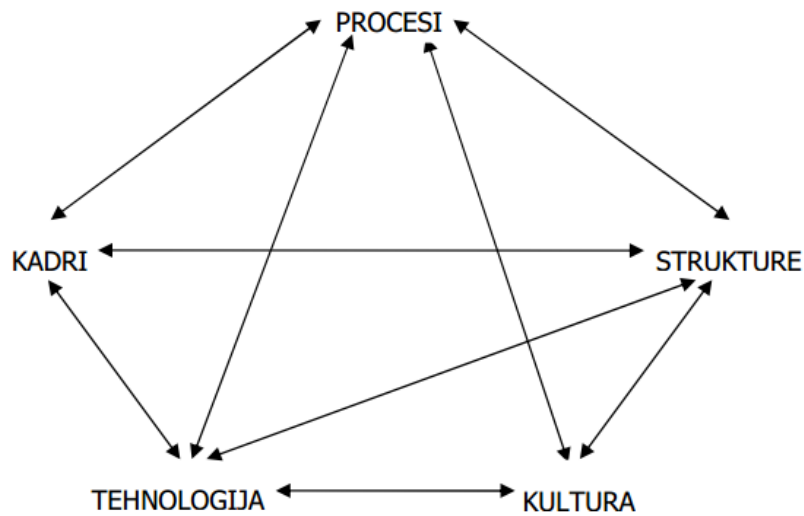 PROCESI
KADRI
STRUKTURE
TEHNOLOGIJA
KULTURA